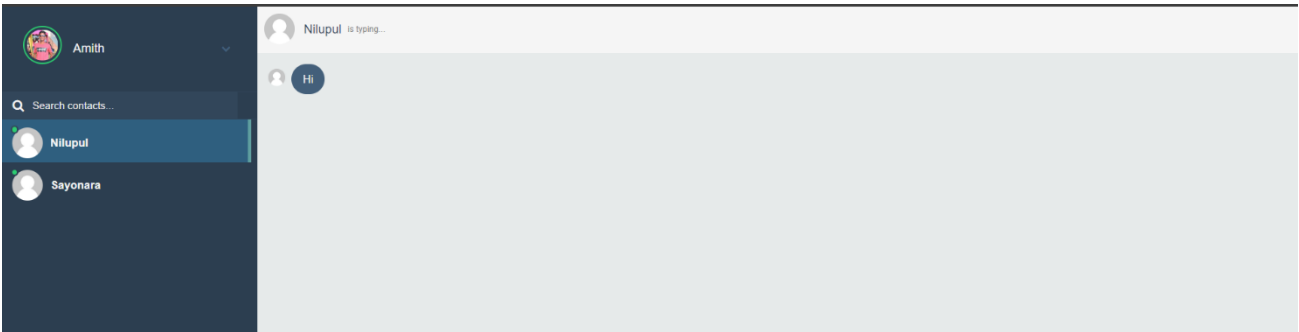 Amith
Search contacts...
Nilupul
Sayonara
Nilupul is typing...
Hi